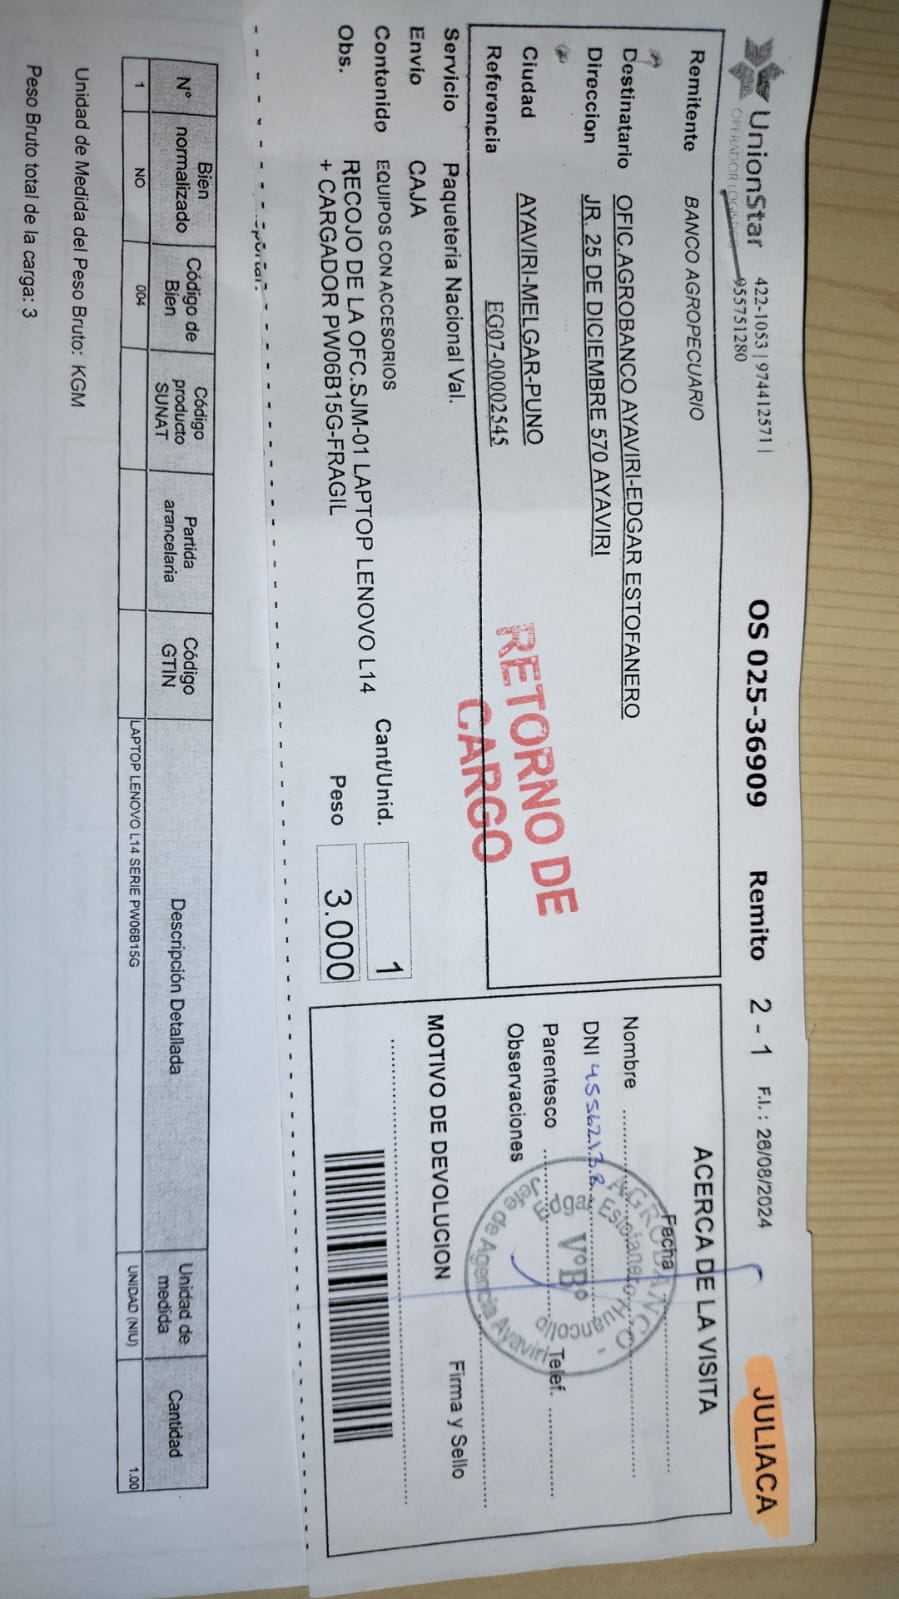 UnionStar
OPERADOR LOGIS
422-1053 | 974412571 |
955751280
OS 025-36909
Remito 2 - 1
F.I. : 26/08/2024
JULIACA
Remitente BANCO AGROPECUARIO
Destinatario OFIC.AGROBANCO AYAVIRI-EDGAR ESTOFANERO
Direccion JR. 25 DE DICIEMBRE 570 AYAVIRI
Ciudad AYAVIRI-MELGAR-PUNO
Referencia EG07-00002545
Servicio Paqueteria Nacional Val.
Envío CAJA
Contenido EQUIPOS CON ACCESORIOS
Obs. RECOJO DE LA OFC.SJM-01 LAPTOP LENOVO L14
+ CARGADOR PW06B15G-FRAGIL
Cant/Unid. 1
Peso 3.000
RETORNO DE
CARGO
ACERCA DE LA VISITA
Fecha
Nombre
DNI
Parentesco
Telef.
Observaciones
AGROBANCO
Edgar Estofanero Huancollo
VºBº
Jefe de Agencia Ayaviri
Firma y Sello
MOTIVO DE DEVOLUCION
Nº Bien normalizado Código de Bien Código producto SUNAT Partida arancelaria Código GTIN Descripción Detallada Unidad de medida Cantidad
1 NO 004 LAPTOP LENOVO L14 SERIE PW06B15G UNIDAD (NIU) 1.00
Unidad de Medida del Peso Bruto: KGM
Peso Bruto total de la carga: 3